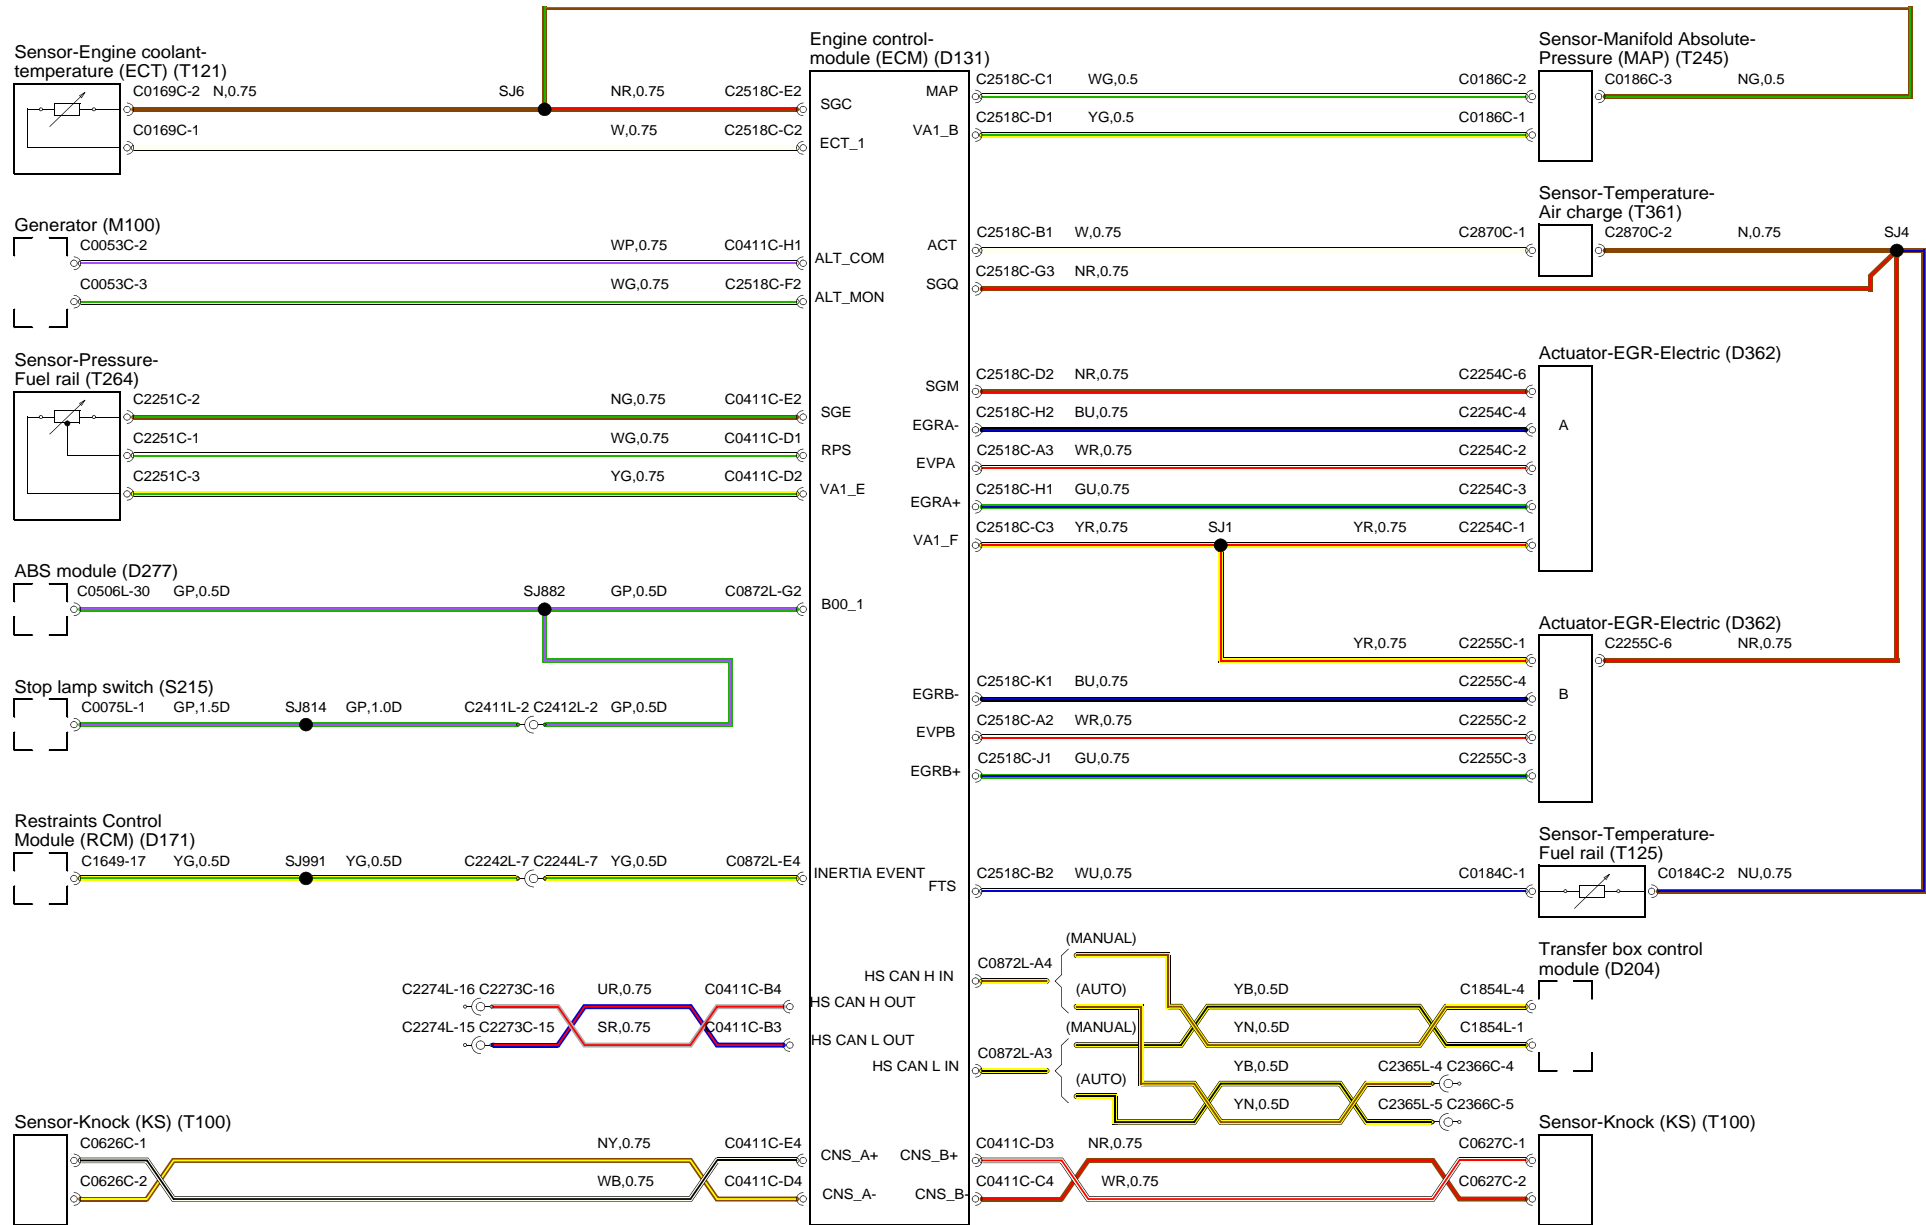 Sensor-Engine coolant-
temperature (ECT) (T121)
C0169C-2 N,0.75 SJ6 NR,0.75 C2518C-E2
C0169C-1 W,0.75 C2518C-C2
Generator (M100)
C0053C-2 WP,0.75 C0411C-H1
C0053C-3 WG,0.75 C2518C-F2
Sensor-Pressure-
Fuel rail (T264)
C2251C-2 NG,0.75 C0411C-E2
C2251C-1 WG,0.75 C0411C-D1
C2251C-3 YG,0.75 C0411C-D2
ABS module (D277)
C0506L-30 GP,0.5D SJ882 GP,0.5D C0872L-G2
Stop lamp switch (S215)
C0075L-1 GP,1.5D SJ814 GP,1.0D C2411L-2 C2412L-2 GP,0.5D
Restraints Control
Module (RCM) (D171)
C1649-17 YG,0.5D SJ991 YG,0.5D C2242L-7 C2244L-7 YG,0.5D C0872L-E4
C2274L-16 C2273C-16 UR,0.75 C0411C-B4
C2274L-15 C2273C-15 SR,0.75 C0411C-B3
Sensor-Knock (KS) (T100)
C0626C-1 NY,0.75 C0411C-E4
C0626C-2 WB,0.75 C0411C-D4
Engine control-
module (ECM) (D131)
SGC
ECT_1
ALT_COM
ALT_MON
SGE
RPS
VA1_E
B00_1
INERTIA EVENT
HS CAN H OUT
HS CAN L OUT
CNS_A+
CNS_A-
MAP
VA1_B
ACT
SGQ
SGM
EGRA-
EVPA
EGRA+
VA1_F
EGRB-
EVPB
EGRB+
FTS
HS CAN H IN
HS CAN L IN
CNS_B+
CNS_B-
Sensor-Manifold Absolute-
Pressure (MAP) (T245)
C2518C-C1 WG,0.5 C0186C-2 C0186C-3 NG,0.5
C2518C-D1 YG,0.5 C0186C-1
Sensor-Temperature-
Air charge (T361)
C2518C-B1 W,0.75 C2870C-1 C2870C-2 N,0.75 SJ4
C2518C-G3 NR,0.75
Actuator-EGR-Electric (D362)
C2518C-D2 NR,0.75 C2254C-6
C2518C-H2 BU,0.75 C2254C-4
A
C2518C-A3 WR,0.75 C2254C-2
C2518C-H1 GU,0.75 C2254C-3
C2518C-C3 YR,0.75 SJ1 YR,0.75 C2254C-1
Actuator-EGR-Electric (D362)
YR,0.75 C2255C-1 C2255C-6 NR,0.75
C2518C-K1 BU,0.75 C2255C-4
B
C2518C-A2 WR,0.75 C2255C-2
C2518C-J1 GU,0.75 C2255C-3
Sensor-Temperature-
Fuel rail (T125)
C2518C-B2 WU,0.75 C0184C-1 C0184C-2 NU,0.75
Transfer box control
module (D204)
(MANUAL)
C0872L-A4
(AUTO)
YB,0.5D C1854L-4
(MANUAL)
YN,0.5D C1854L-1
C0872L-A3
(AUTO)
YB,0.5D C2365L-4 C2366C-4
YN,0.5D C2365L-5 C2366C-5
Sensor-Knock (KS) (T100)
C0411C-D3 NR,0.75 C0627C-1
C0411C-C4 WR,0.75 C0627C-2